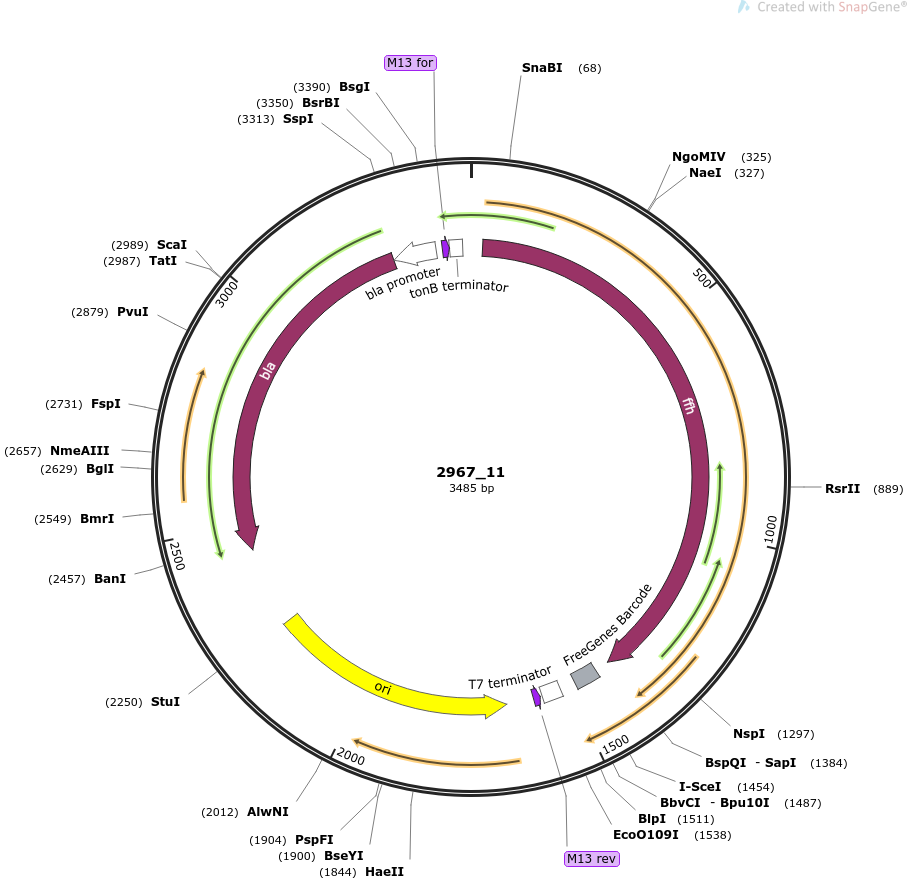 Created with SnapGene®
M13 for
SnaBI (68)
(3390) BsgI
(3350) BsrBI
(3313) SspI
NgoMIV (325)
NaeI (327)
(2989) ScaI
(2987) TatI
(2879) PvuI
(2731) FspI
(2657) NmeAIII
(2629) BglI
(2549) BmrI
(2457) BanI
(2250) StuI
(2012) AlwNI
(1904) PspFI
(1900) BseYI
(1844) HaeII
RsrII (889)
NspI (1297)
BspQI - SapI (1384)
I-SceI (1454)
BbvCI - Bpu10I (1487)
BlpI (1511)
EcoO109I (1538)
M13 rev
500
1000
1500
2000
2500
3000
bla promoter
tonB terminator
bla
ffh
2967_11
3485 bp
FreeGenes Barcode
T7 terminator
ori